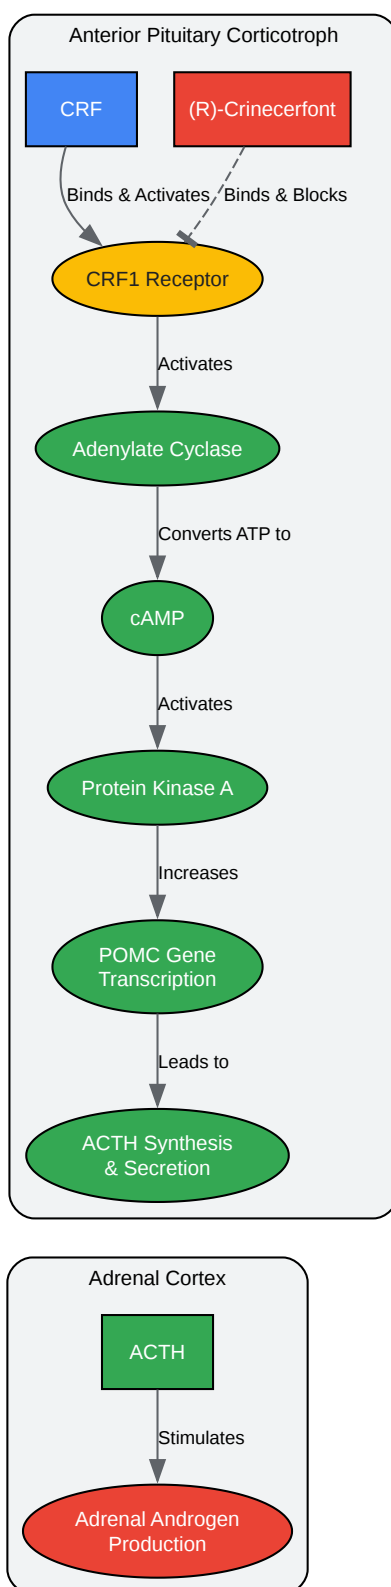 Anterior Pituitary Corticotroph
CRF
(R)-Crinecerfont
Binds & Activates
Binds & Blocks
CRF1 Receptor
Activates
Adenylate Cyclase
Converts ATP to
cAMP
Activates
Protein Kinase A
Increases
POMC Gene
Transcription
Leads to
ACTH Synthesis
& Secretion
Adrenal Cortex
ACTH
Stimulates
Adrenal Androgen
Production